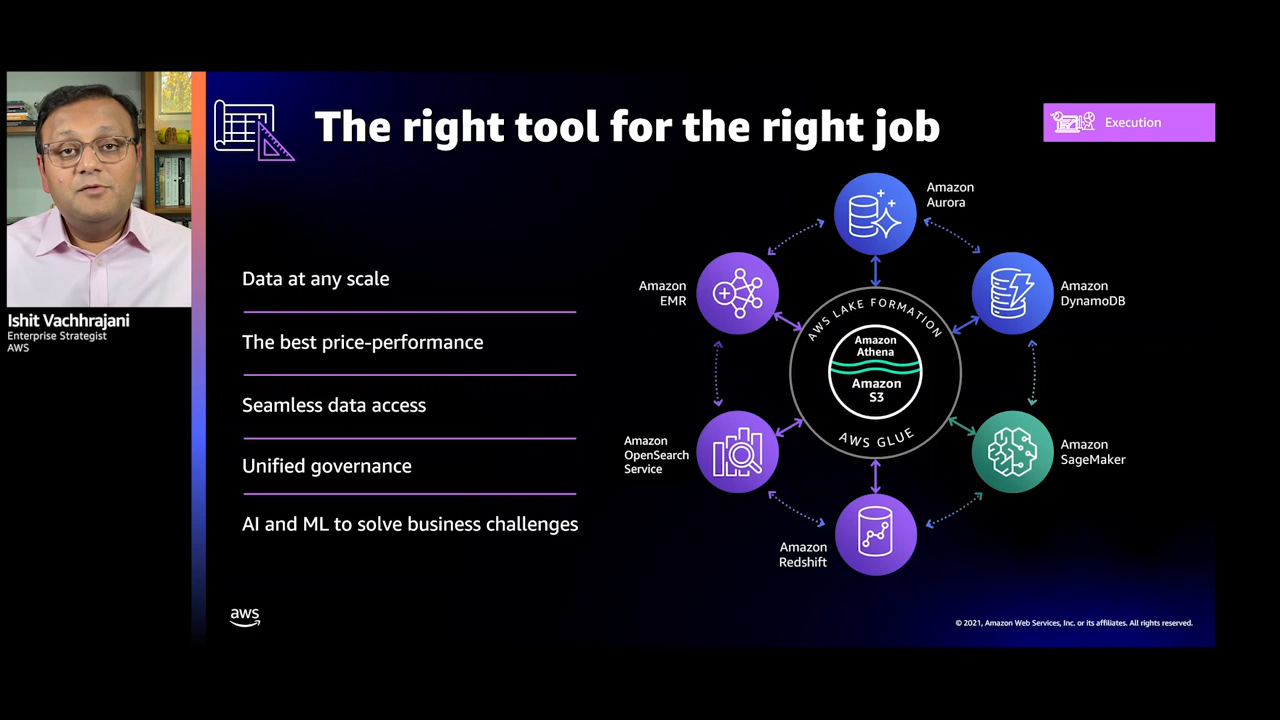 The right tool for the right job
Execution
Ishit Vachhrajani
Enterprise Strategist
AWS
Data at any scale
The best price-performance
Seamless data access
Unified governance
AI and ML to solve business challenges
Amazon
Aurora
Amazon
DynamoDB
Amazon
SageMaker
Amazon
Redshift
Amazon
OpenSearch
Service
Amazon
EMR
AWS LAKE FORMATION
Amazon
Athena
Amazon
S3
AWS GLUE
aws
© 2021, Amazon Web Services, Inc. or its affiliates. All rights reserved.